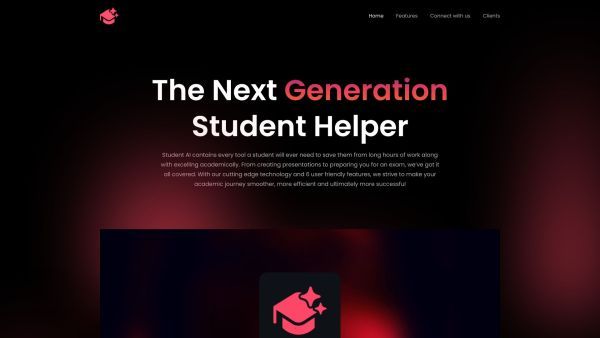 Home Features Connect with us Clients
The Next Generation
Student Helper
Student AI contains every tool a student will ever need to save them from long hours of work along
with excelling academically. From creating presentations to preparing you for an exam, we've got it
all covered. With our cutting edge technology and 6 user friendly features, we strive to make your
academic journey smoother, more efficient and ultimately more successful!